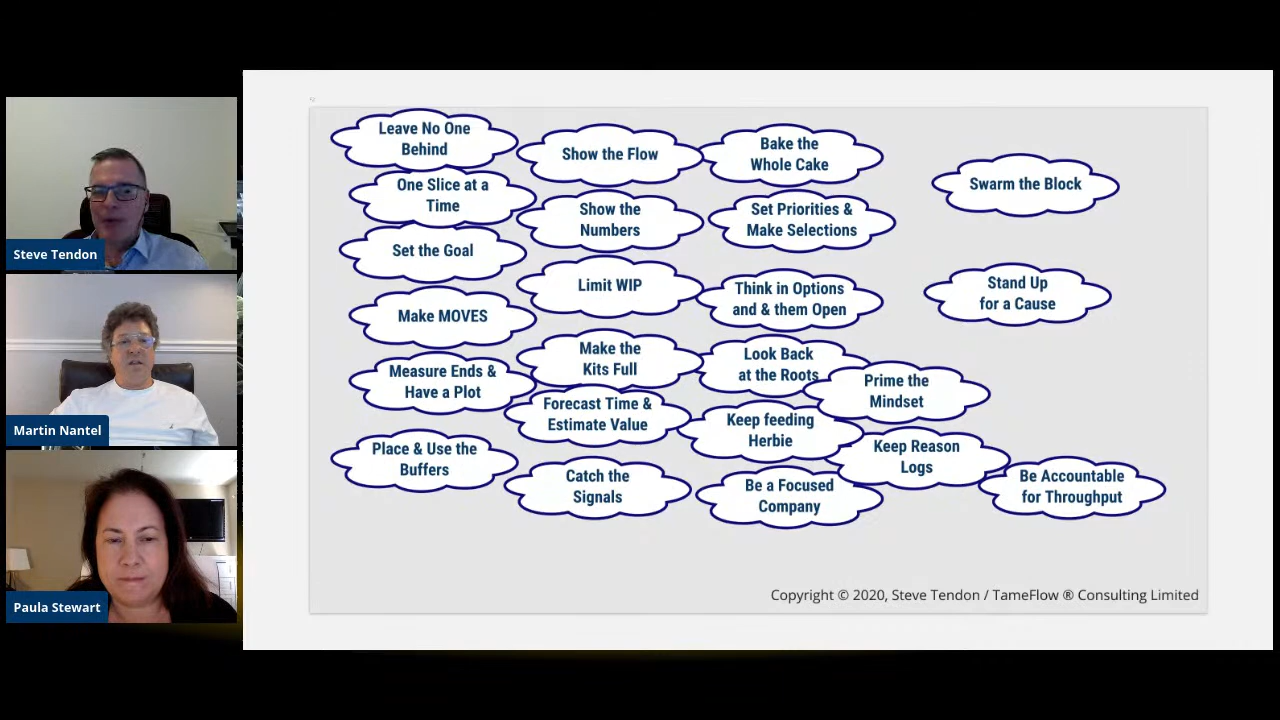 Steve Tendon
Martin Nantel
Paula Stewart
Leave No One
Behind
One Slice at a
Time
Set the Goal
Make MOVES
Measure Ends &
Have a Plot
Place & Use the
Buffers
Show the Flow
Show the
Numbers
Limit WIP
Make the
Kits Full
Forecast Time &
Estimate Value
Catch the
Signals
Bake the
Whole Cake
Set Priorities &
Make Selections
Think in Options
and & them Open
Look Back
at the Roots
Keep feeding
Herbie
Be a Focused
Company
Prime the
Mindset
Keep Reason
Logs
Swarm the Block
Stand Up
for a Cause
Be Accountable
for Throughput
Copyright © 2020, Steve Tendon / TameFlow ® Consulting Limited